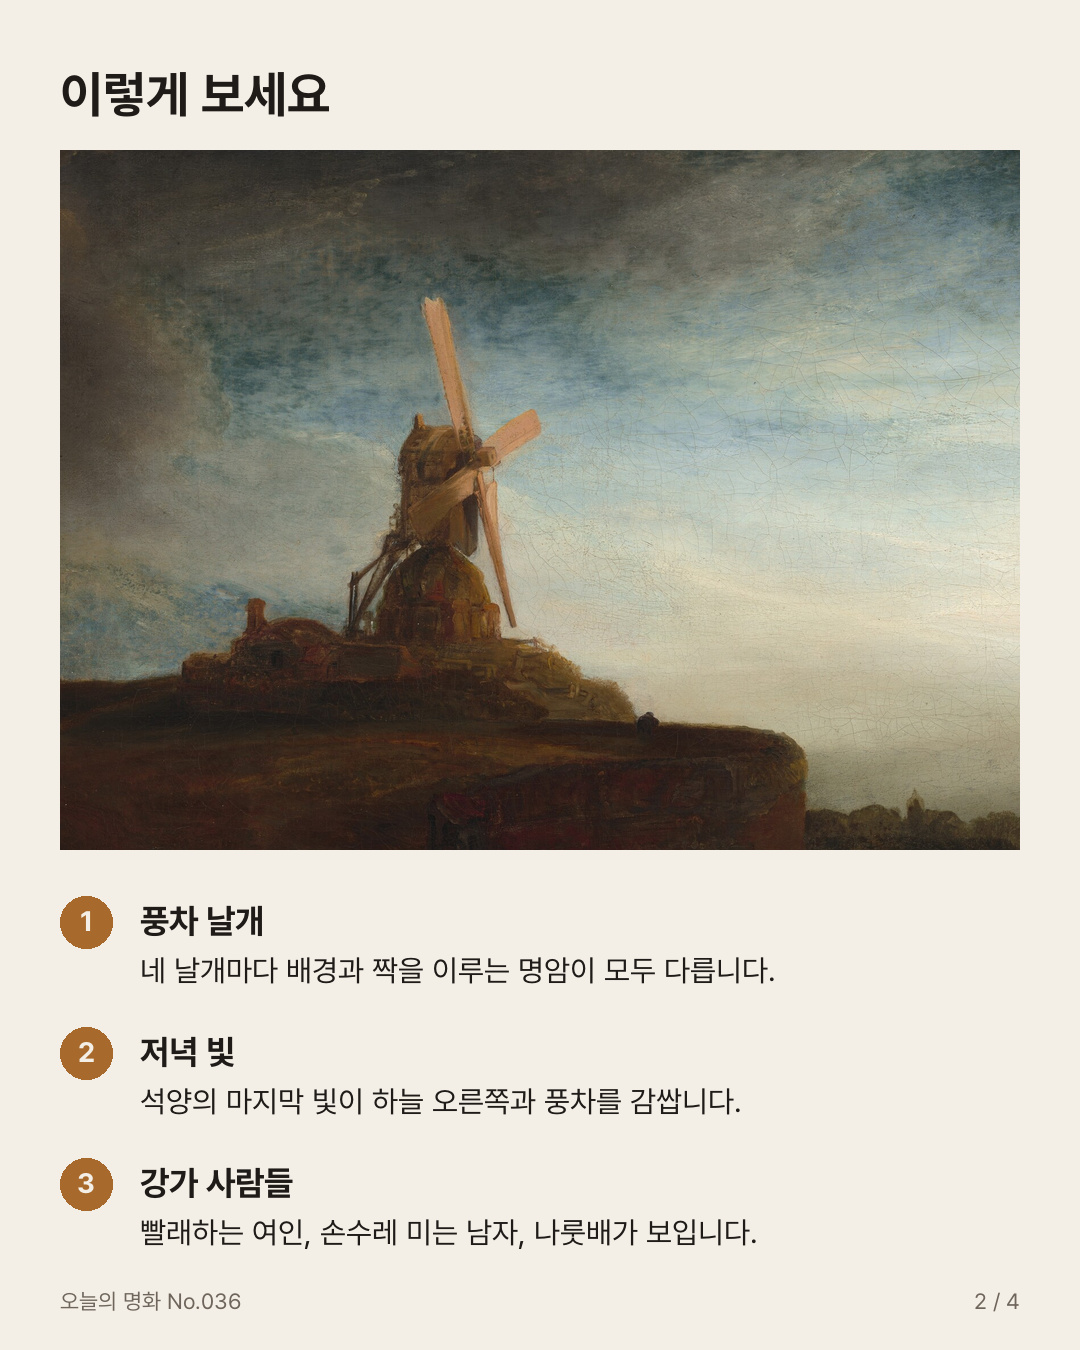 이렇게 보세요
1 풍차 날개
네 날개마다 배경과 짝을 이루는 명암이 모두 다릅니다.
2 저녁 빛
석양의 마지막 빛이 하늘 오른쪽과 풍차를 감쌉니다.
3 강가 사람들
빨래하는 여인, 손수레 미는 남자, 나룻배가 보입니다.
오늘의 명화 No.036
2 / 4